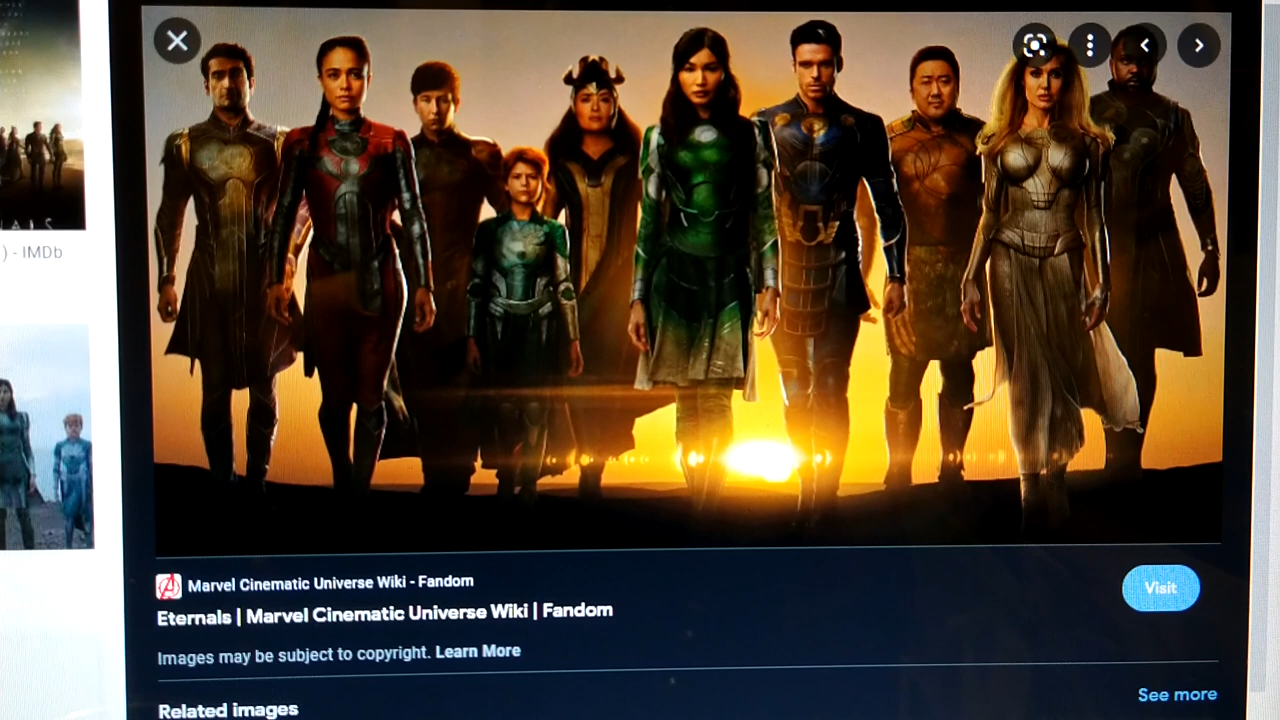 AILS
) - IMDb
Marvel Cinematic Universe Wiki - Fandom
Eternals | Marvel Cinematic Universe Wiki | Fandom
Visit
Images may be subject to copyright. Learn More
See more
Related images